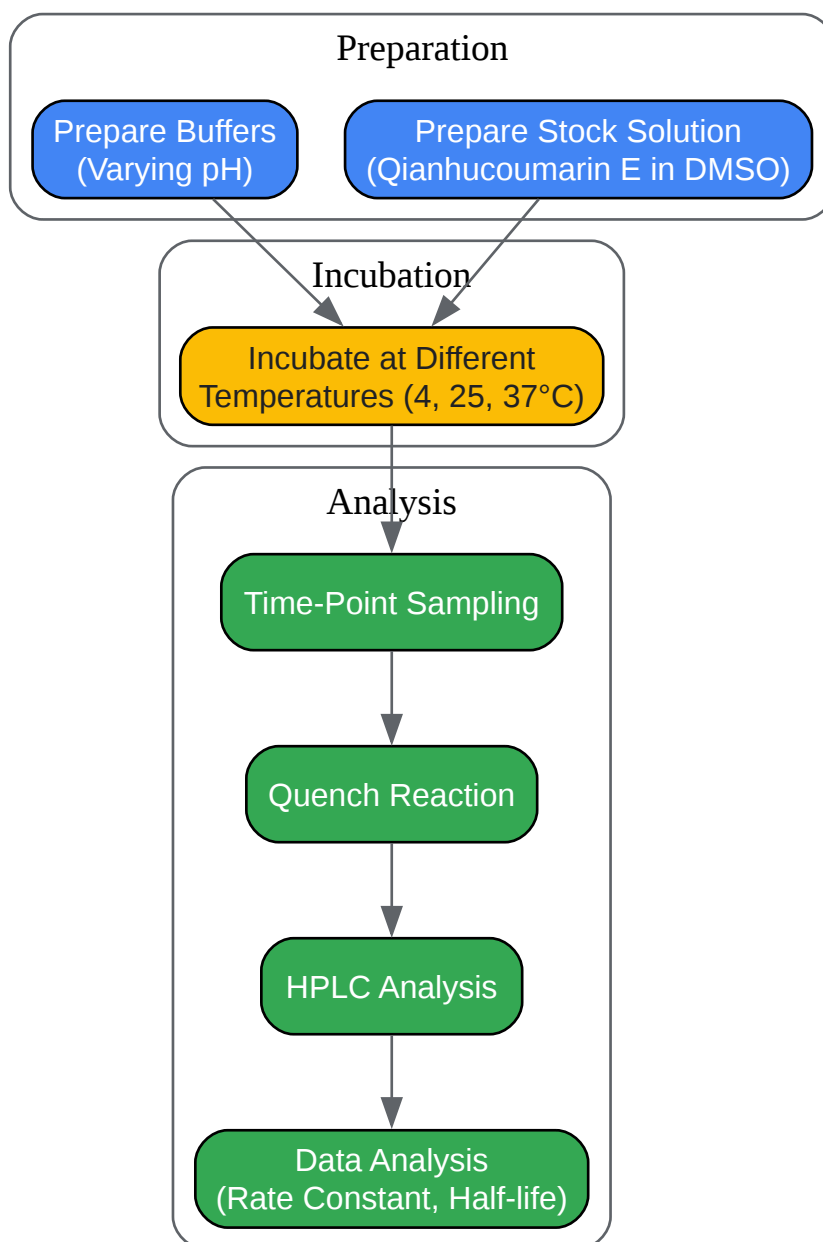 Preparation
Prepare Buffers
(Varying pH)
Prepare Stock Solution
(Qianhucoumarin E in DMSO)
Incubation
Incubate at Different
Temperatures (4, 25, 37°C)
Analysis
Time-Point Sampling
Quench Reaction
HPLC Analysis
Data Analysis
(Rate Constant, Half-life)